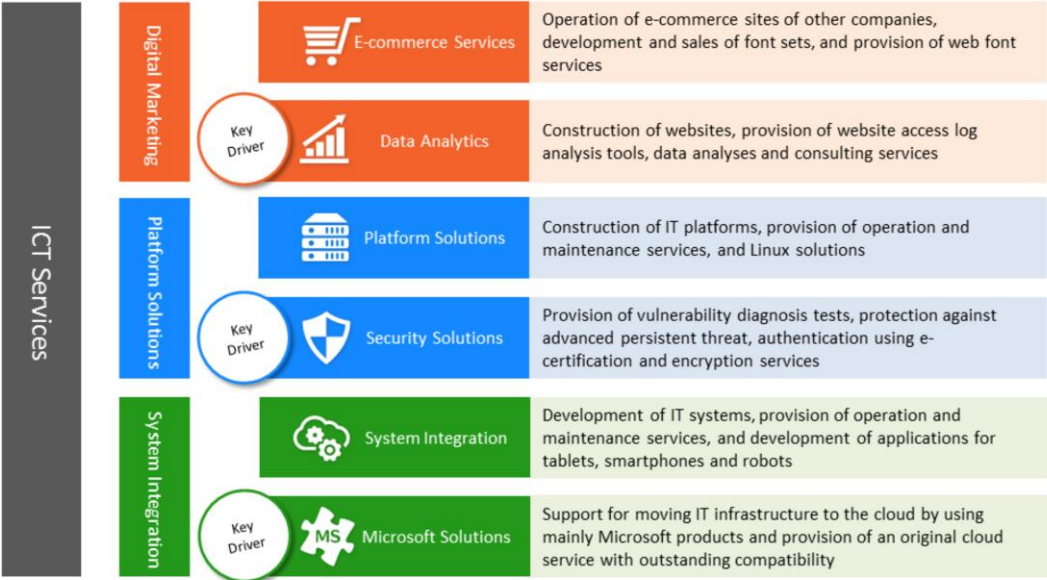 ICT Services
Digital Marketing
E-commerce Services
Operation of e-commerce sites of other companies,
development and sales of font sets, and provision of web font
services
Key
Driver
Data Analytics
Construction of websites, provision of website access log
analysis tools, data analyses and consulting services
Platform Solutions
Platform Solutions
Construction of IT platforms, provision of operation and
maintenance services, and Linux solutions
Key
Driver
Security Solutions
Provision of vulnerability diagnosis tests, protection against
advanced persistent threat, authentication using e-
certification and encryption services
System Integration
System Integration
Development of IT systems, provision of operation and
maintenance services, and development of applications for
tablets, smartphones and robots
Key
Driver
MS
Microsoft Solutions
Support for moving IT infrastructure to the cloud by using
mainly Microsoft products and provision of an original cloud
service with outstanding compatibility